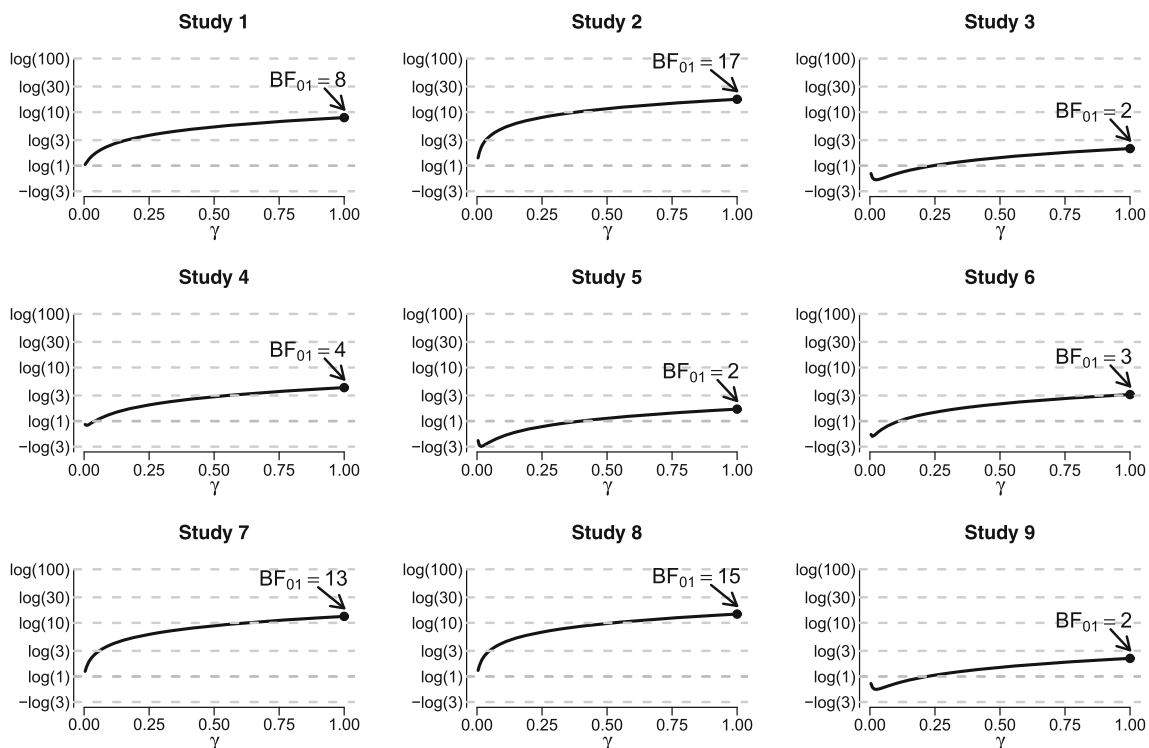 Study 1
log(100)
log(30)
log(10)
log(3)
log(1)
−log(3)
BF01 = 8
0.00 0.25 0.50 0.75 1.00
γ
Study 2
log(100)
log(30)
log(10)
log(3)
log(1)
−log(3)
BF01 = 17
0.00 0.25 0.50 0.75 1.00
γ
Study 3
log(100)
log(30)
log(10)
log(3)
log(1)
−log(3)
BF01 = 2
0.00 0.25 0.50 0.75 1.00
γ
Study 4
log(100)
log(30)
log(10)
log(3)
log(1)
−log(3)
BF01 = 4
0.00 0.25 0.50 0.75 1.00
γ
Study 5
log(100)
log(30)
log(10)
log(3)
log(1)
−log(3)
BF01 = 2
0.00 0.25 0.50 0.75 1.00
γ
Study 6
log(100)
log(30)
log(10)
log(3)
log(1)
−log(3)
BF01 = 3
0.00 0.25 0.50 0.75 1.00
γ
Study 7
log(100)
log(30)
log(10)
log(3)
log(1)
−log(3)
BF01 = 13
0.00 0.25 0.50 0.75 1.00
γ
Study 8
log(100)
log(30)
log(10)
log(3)
log(1)
−log(3)
BF01 = 15
0.00 0.25 0.50 0.75 1.00
γ
Study 9
log(100)
log(30)
log(10)
log(3)
log(1)
−log(3)
BF01 = 2
0.00 0.25 0.50 0.75 1.00
γ